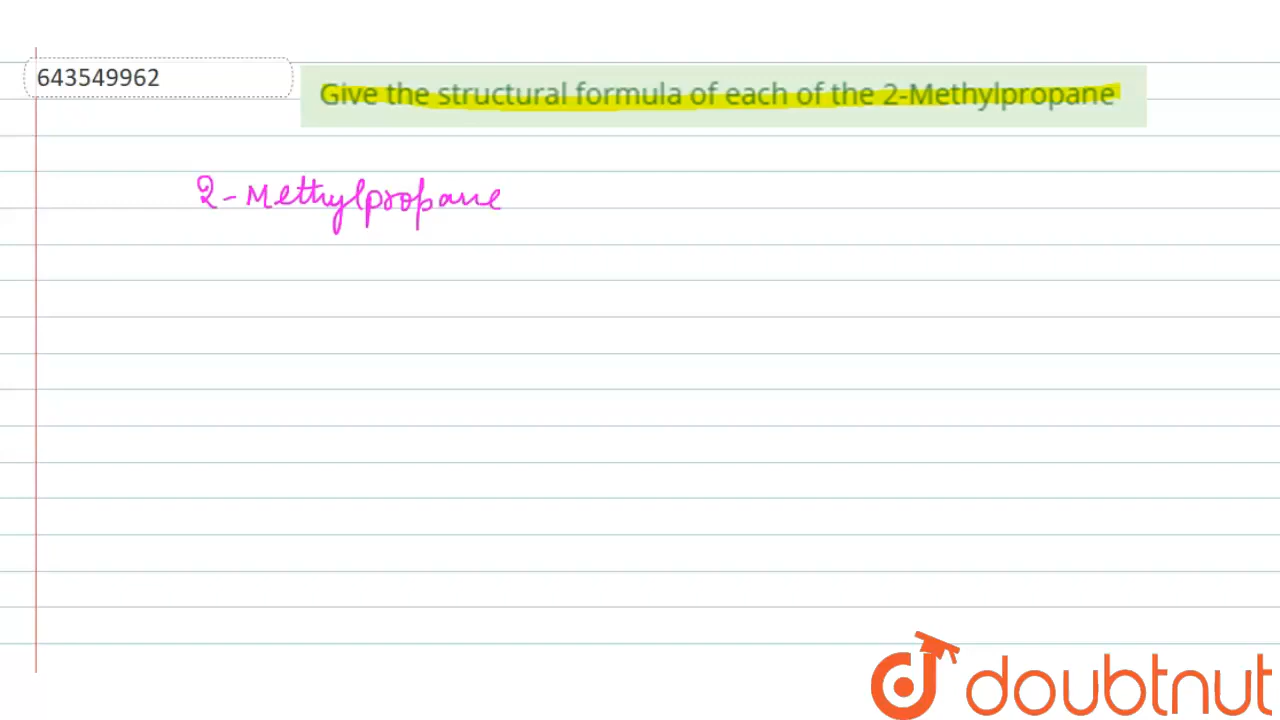 643549962
Give the structural formula of each of the 2-Methylpropane
2-Methylpropane
doubtnut